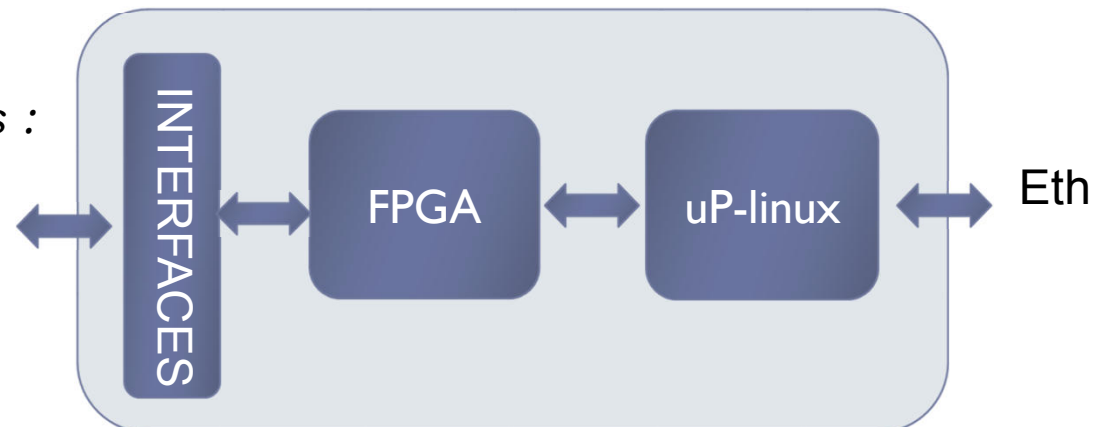 s :
INTERFACES
FPGA
uP-linux
Eth